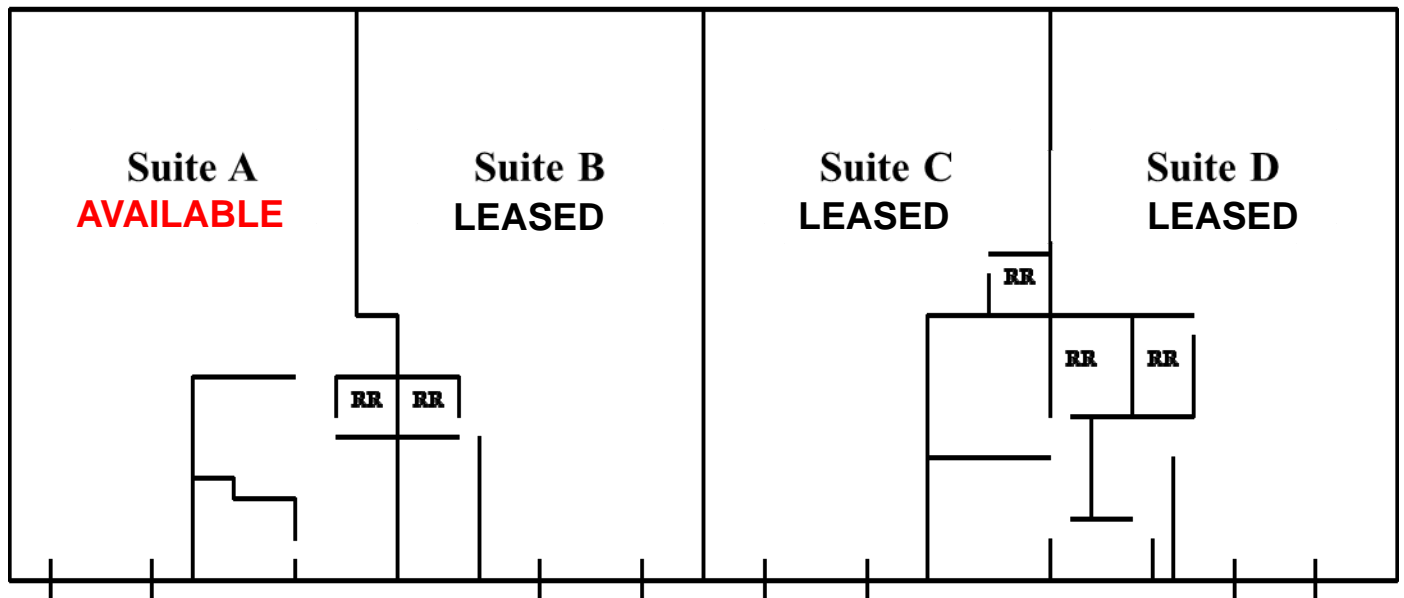 Suite A
AVAILABLE
Suite B
LEASED
Suite C
LEASED
Suite D
LEASED
RR
RR
RR
RR
RR